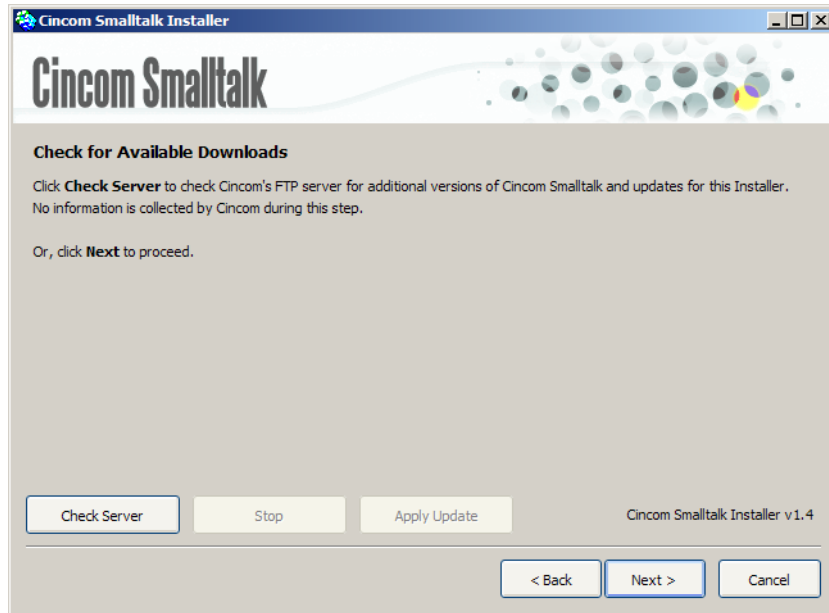 Cincom Smalltalk Installer
Cincom Smalltalk
Check for Available Downloads
Click Check Server to check Cincom's FTP server for additional versions of Cincom Smalltalk and updates for this Installer.
No information is collected by Cincom during this step.
Or, click Next to proceed.
Check Server
Stop
Apply Update
Cincom Smalltalk Installer v1.4
< Back
Next >
Cancel